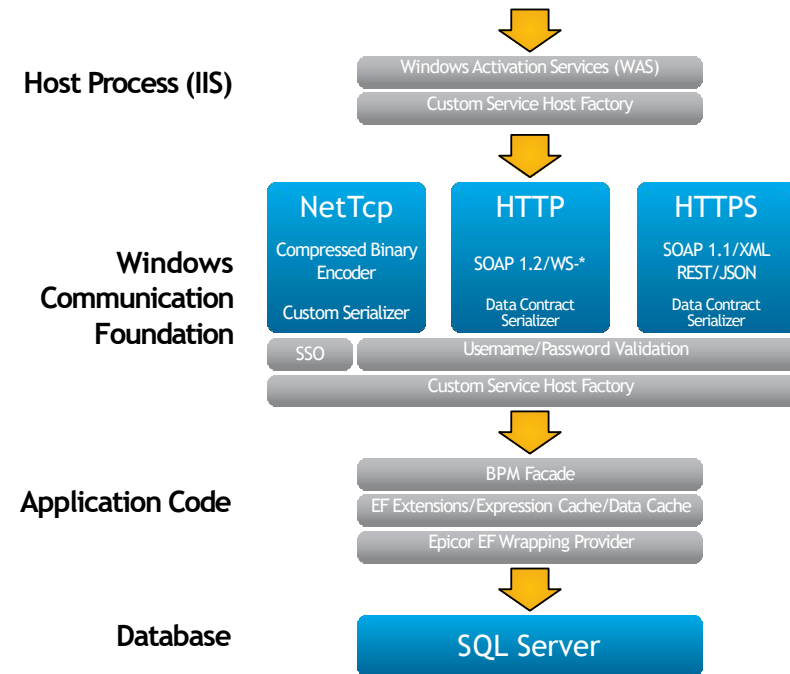 Host Process (IIS)
Windows Activation Services (WAS)
Custom Service Host Factory
Windows
Communication
Foundation
NetTcp
Compressed Binary
Encoder
Custom Serializer
HTTP
SOAP 1.2/WS-*
Data Contract
Serializer
HTTPS
SOAP 1.1/XML
REST/JSON
Data Contract
Serializer
SSO
Username/Password Validation
Custom Service Host Factory
Application Code
BPM Facade
EF Extensions/Expression Cache/Data Cache
Epicor EF Wrapping Provider
Database
SQL Server